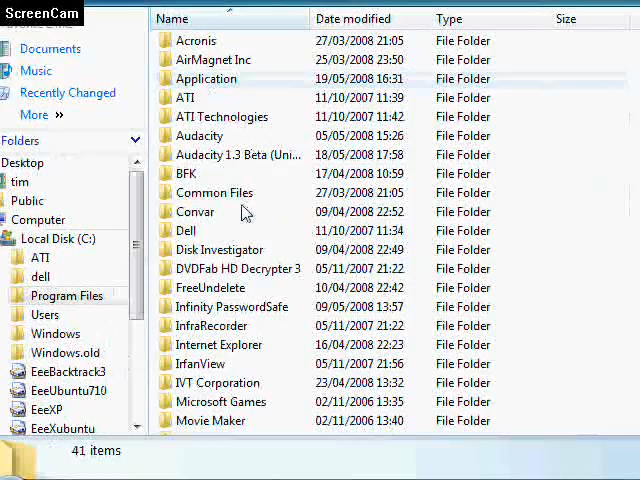 ScreenCam
Documents
Music
Recently Changed
More »
Folders
Desktop
tim
Public
Computer
Local Disk (C:)
ATI
dell
Program Files
Users
Windows
Windows.old
EeeBacktrack3
EeeUbuntu710
EeeXP
EeeXubuntu
Name Date modified Type Size
Acronis 27/03/2008 21:05 File Folder
AirMagnet Inc 25/03/2008 23:50 File Folder
Application 19/05/2008 16:31 File Folder
ATI 11/10/2007 11:39 File Folder
ATI Technologies 11/10/2007 11:42 File Folder
Audacity 05/05/2008 15:26 File Folder
Audacity 1.3 Beta (Uni... 18/05/2008 17:58 File Folder
BFK 17/04/2008 10:59 File Folder
Common Files 27/03/2008 21:05 File Folder
Convar 09/04/2008 22:52 File Folder
Dell 11/10/2007 11:34 File Folder
Disk Investigator 09/04/2008 22:49 File Folder
DVDFab HD Decrypter 3 05/11/2007 21:22 File Folder
FreeUndelete 10/04/2008 22:42 File Folder
Infinity PasswordSafe 09/05/2008 13:57 File Folder
InfraRecorder 05/11/2007 21:22 File Folder
Internet Explorer 16/04/2008 22:23 File Folder
IrfanView 05/11/2007 21:56 File Folder
IVT Corporation 23/04/2008 13:32 File Folder
Microsoft Games 02/11/2006 13:35 File Folder
Movie Maker 02/11/2006 13:40 File Folder
41 items